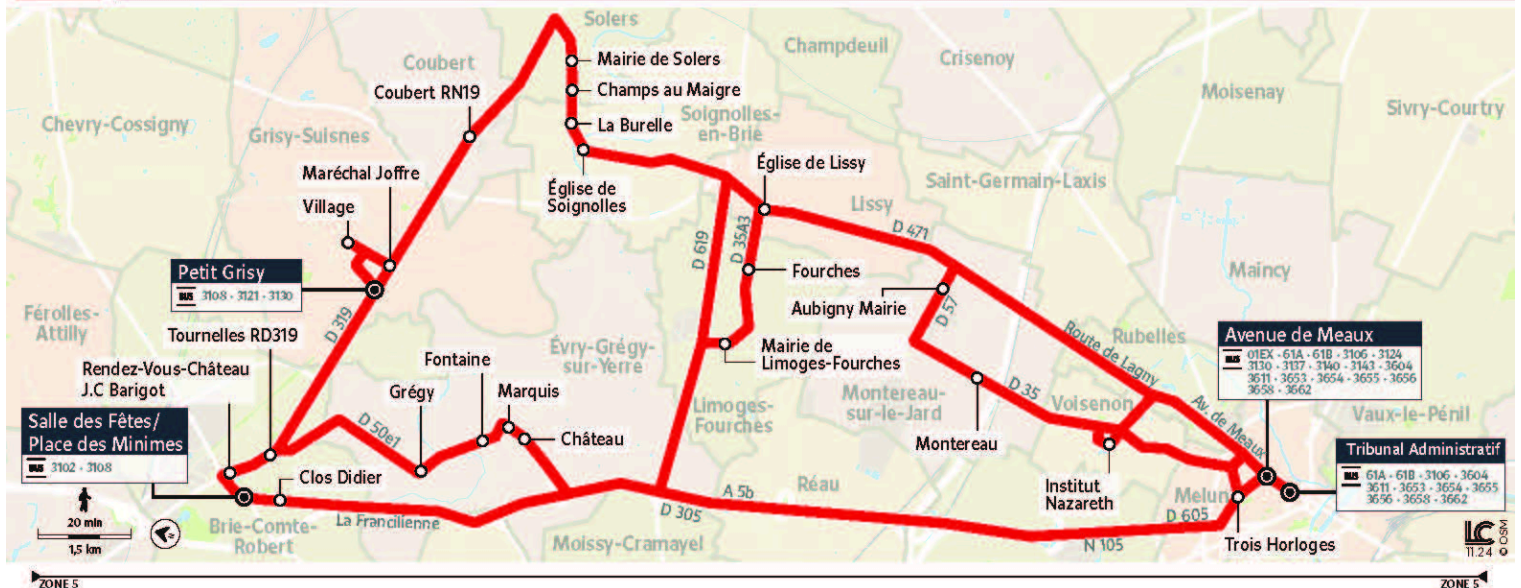 Solers
Champdeuil
Crisenoy
Coubert
Mairie de Solers
Moisenay
Coubert RN19
Champs au Maigre
Sivry-Courtry
Chevry-Cossigny
Grisy-Suisnes
La Burelle
Soignolles-
en-Brie
Maréchal Joffre
Église de Lissy
Église de
Soignolles
Saint-Germain-Laxis
Village
Lissy
D 471
D 619
D 35A3
Petit Grisy
BUS 3108 - 3121 - 3130
Fourches
Maincy
Aubigny Mairie
D 57
Férolles-
Attilly
D 319
Tournelles RD319
Route de Lagny
Rubelles
Avenue de Meaux
BUS 01EX - 61A - 61B - 3106 - 3124
3130 - 3137 - 3140 - 3143 - 3604
3611 - 3653 - 3654 - 3655 - 3656
3658 - 3662
Rendez-Vous-Château
J.C Barigot
Fontaine
Évry-Grégy-
sur-Yerre
Mairie de
Limoges-Fourches
D 35
Grégy
Marquis
Montereau-
sur-le-Jard
Voisenon
Av. de Meaux
Vaux-le-Pénil
Salle des Fêtes/
Place des Minimes
BUS 3102 - 3108
D 50e1
Château
Limoges-
Fourches
Montereau
Tribunal Administratif
BUS 61A - 61B - 3106 - 3604
3611 - 3653 - 3654 - 3655
3656 - 3658 - 3662
Clos Didier
Institut
Nazareth
A 5b
Réau
Melun
D 605
20 min
1,5 km
La Francilienne
D 305
Brie-Comte-
Robert
Moissy-Cramayel
N 105
Trois Horloges
LC
11.24 © OSM
ZONE 5
ZONE 5